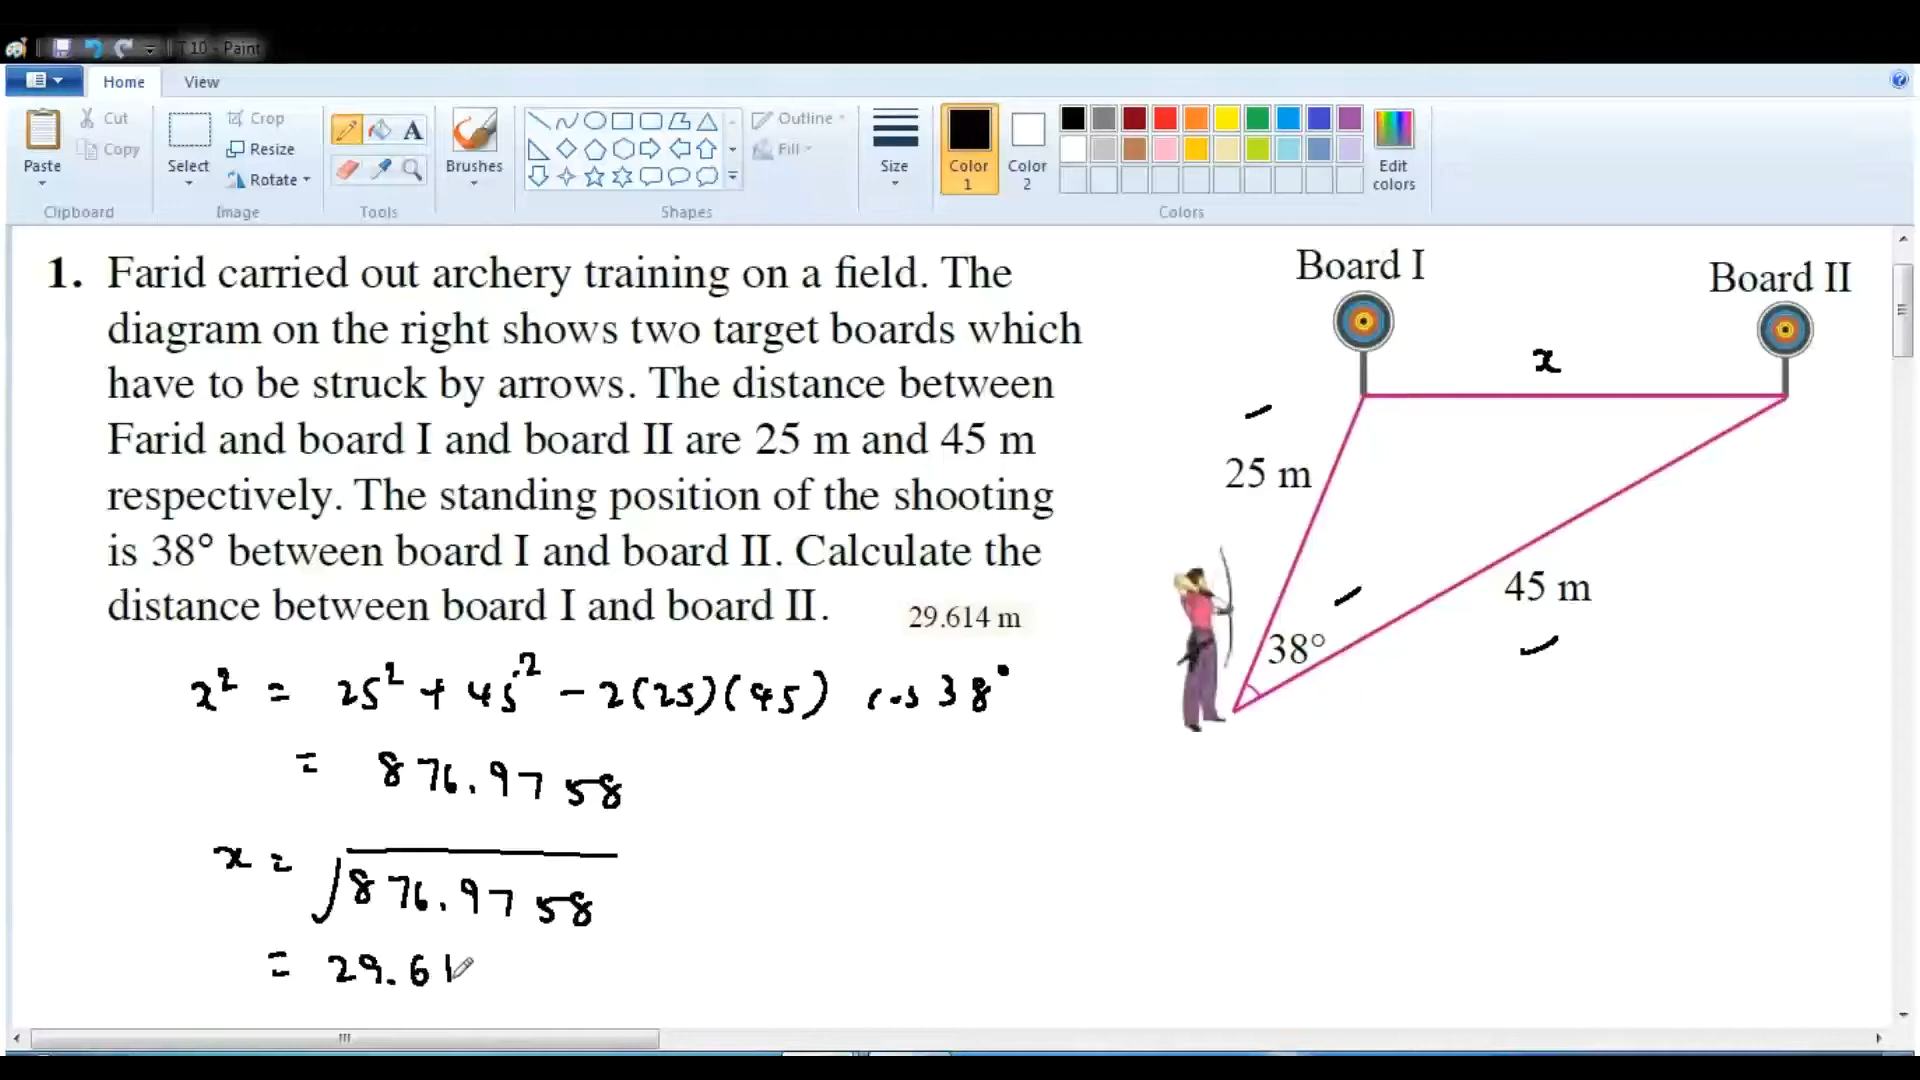 T 10 - Paint
Home View
Paste Cut Copy Select Crop Resize Rotate A Brushes Outline Fill Size Color 1 Color 2 Edit colors
Clipboard Image Tools Shapes Colors
1. Farid carried out archery training on a field. The
diagram on the right shows two target boards which
have to be struck by arrows. The distance between
Farid and board I and board II are 25 m and 45 m
respectively. The standing position of the shooting
is 38° between board I and board II. Calculate the
distance between board I and board II. 29.614 m
Board I
Board II
x
25 m
45 m
38°
x² = 25² + 45² - 2(25)(45) cos 38°
= 876.9758
x = √876.9758
= 29.61